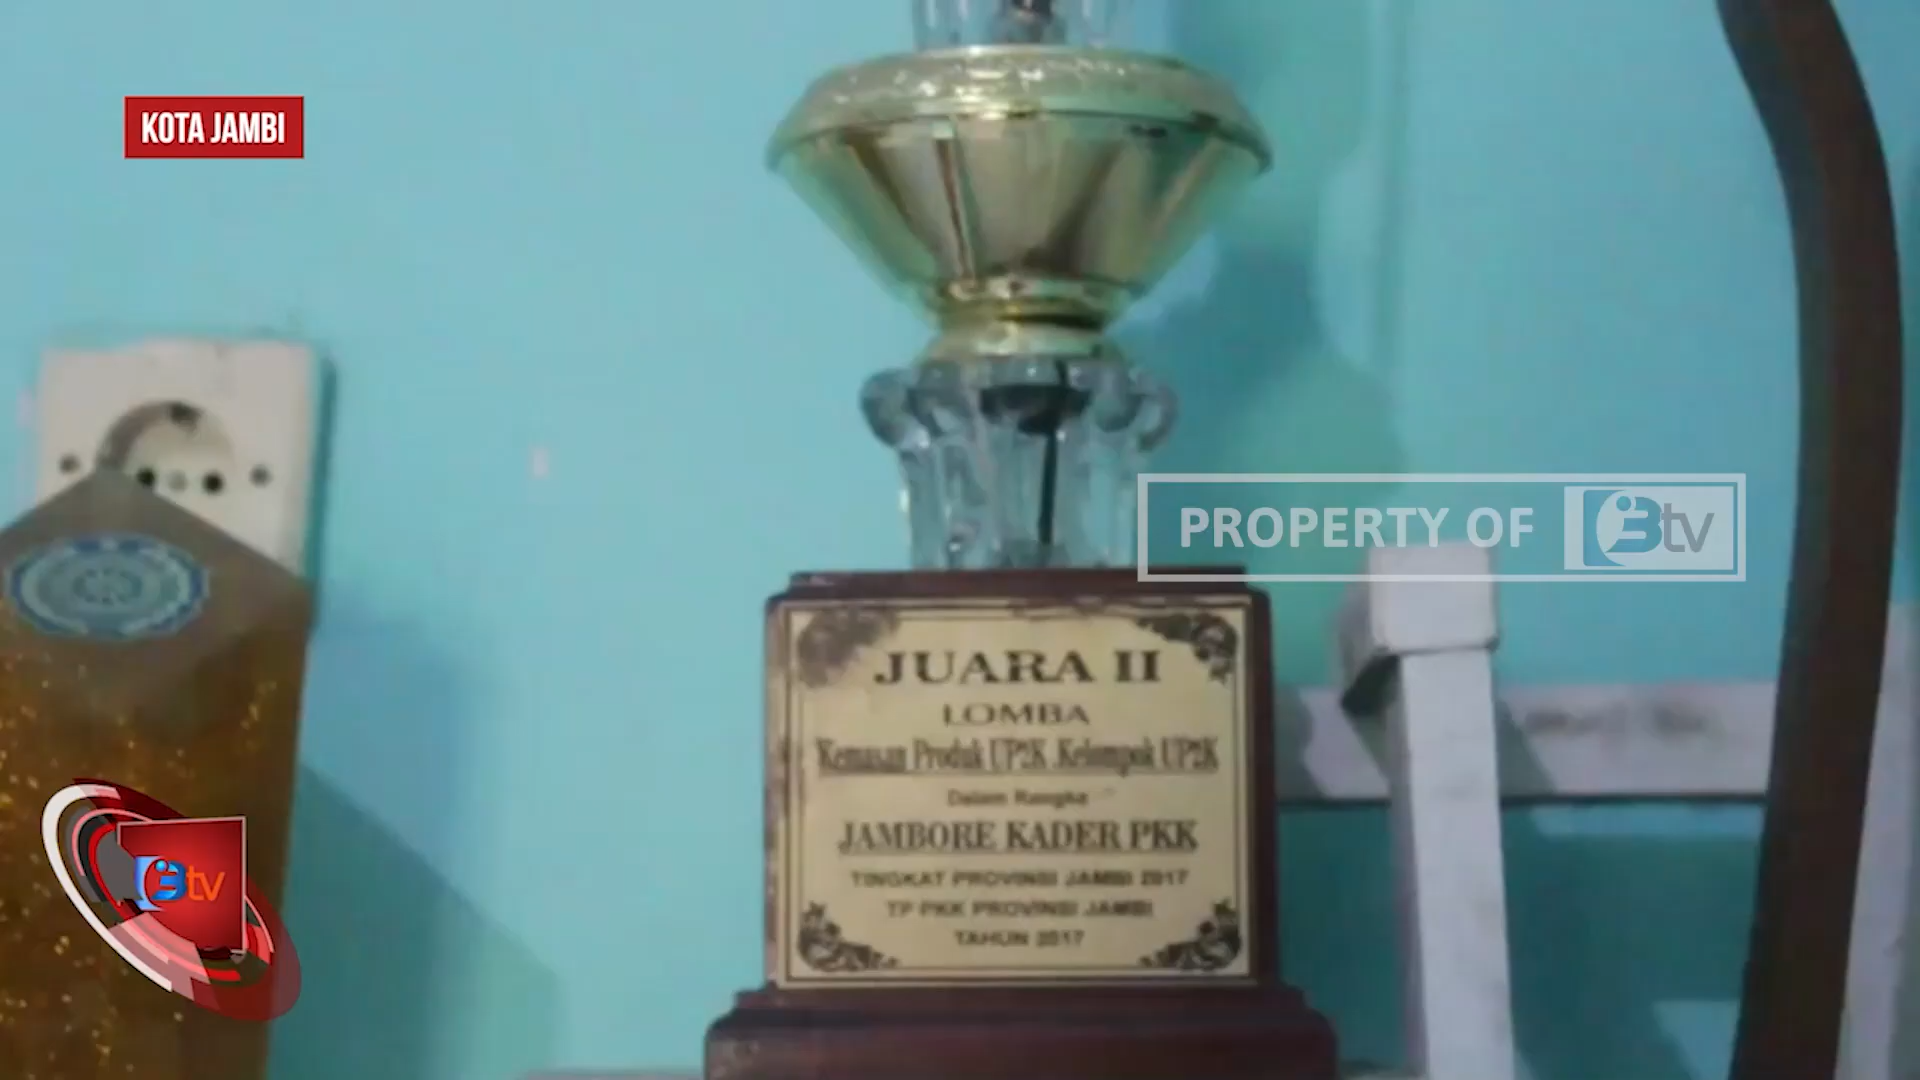 KOTA JAMBI
PROPERTY OF B tv
JUARA II
LOMBA
Kemasan Produk UP2K Kelompok UP2K
Dalam Rangka
JAMBORE KADER PKK
TINGKAT PROVINSI JAMBI 2017
TP PKK PROVINSI JAMBI
TAHUN 2017
B tv